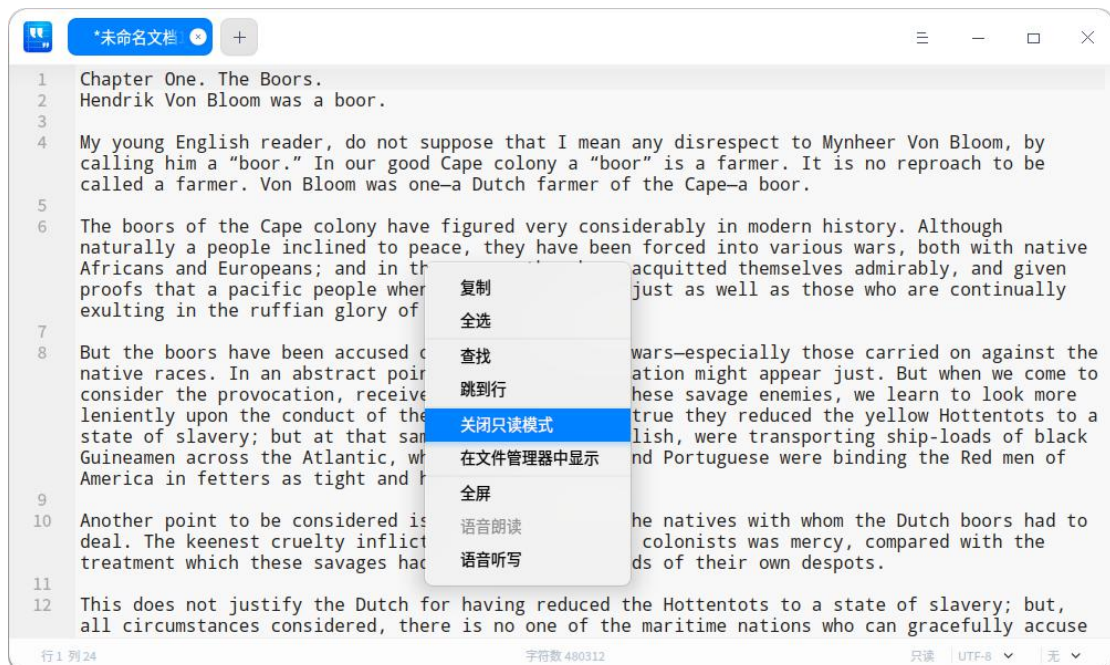 *未命名文档
+
1 Chapter One. The Boors.
2 Hendrik Von Bloom was a boor.
3
4 My young English reader, do not suppose that I mean any disrespect to Mynheer Von Bloom, by
calling him a “boor.” In our good Cape colony a “boor” is a farmer. It is no reproach to be
called a farmer. Von Bloom was one—a Dutch farmer of the Cape—a boor.
5
6 The boors of the Cape colony have figured very considerably in modern history. Although
naturally a people inclined to peace, they have been forced into various wars, both with native
Africans and Europeans; and in acquitted themselves admirably, and given
proofs that a pacific people just as well as those who are continually
exulting in the ruffian glory of
7
8 But the boors have been accused wars—especially those carried on against the
native races. In an abstract might appear just. But when we come to
consider the provocation, savage enemies, we learn to look more
leniently upon the conduct of true they reduced the yellow Hottentots to a
state of slavery; but at that were transporting ship-loads of black
Guineamen across the Atlantic, Portuguese were binding the Red men of
America in fetters as tight and
9
10 Another point to be considered natives with whom the Dutch boors had to
deal. The keenest cruelty colonists was mercy, compared with the
treatment which these savages of their own despots.
11
12 This does not justify the Dutch for having reduced the Hottentots to a state of slavery; but,
all circumstances considered, there is no one of the maritime nations who can gracefully accuse
复制
全选
查找
跳到行
关闭只读模式
在文件管理器中显示
全屏
语音朗读
语音听写
行1 列24
字符数 480312
只读
UTF-8
无